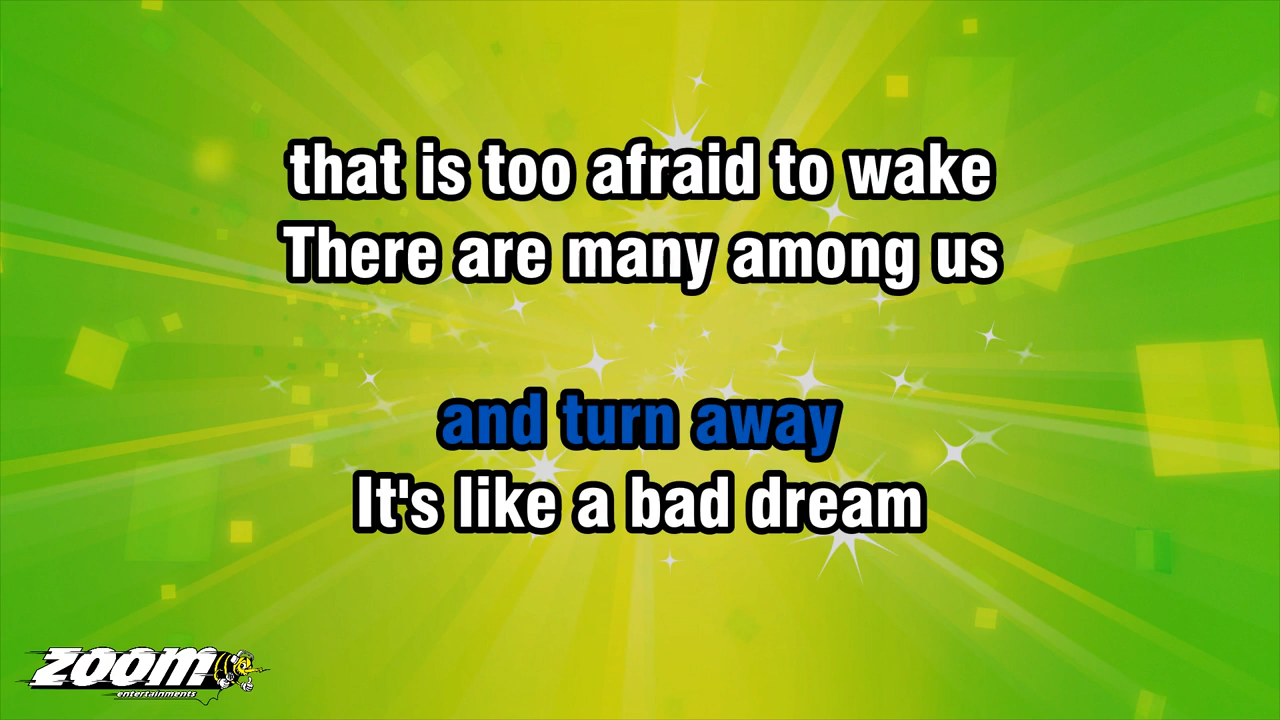 that is too afraid to wake
There are many among us
and turn away
It's like a bad dream
ZOOM
entertainments